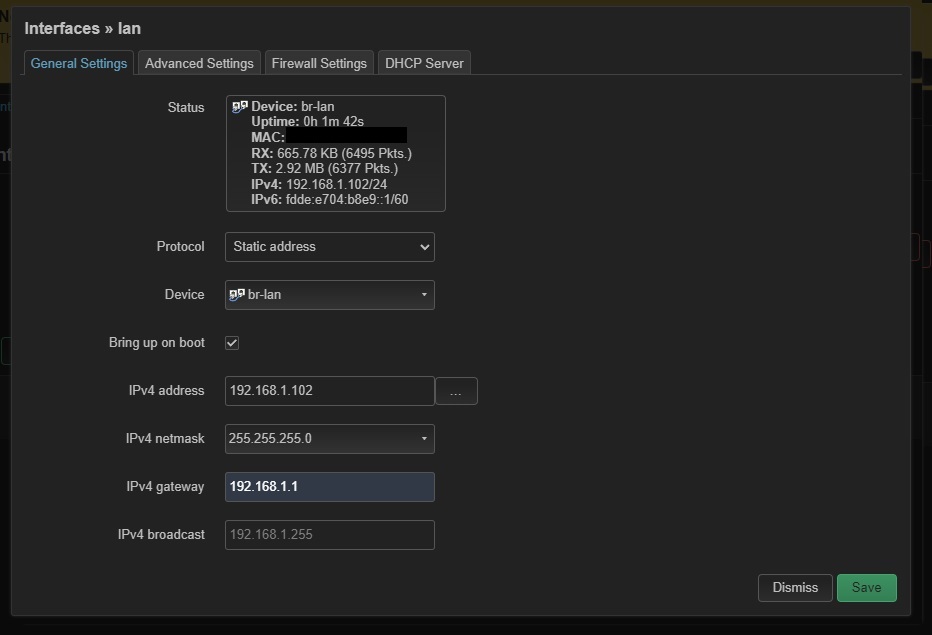 Interfaces » lan
General Settings
Advanced Settings
Firewall Settings
DHCP Server
Status
Device: br-lan
Uptime: 0h 1m 42s
MAC:
RX: 665.78 KB (6495 Pkts.)
TX: 2.92 MB (6377 Pkts.)
IPv4: 192.168.1.102/24
IPv6: fdde:e704:b8e9::1/60
Protocol
Static address
Device
br-lan
Bring up on boot
IPv4 address
192.168.1.102
...
IPv4 netmask
255.255.255.0
IPv4 gateway
192.168.1.1
IPv4 broadcast
192.168.1.255
Dismiss
Save